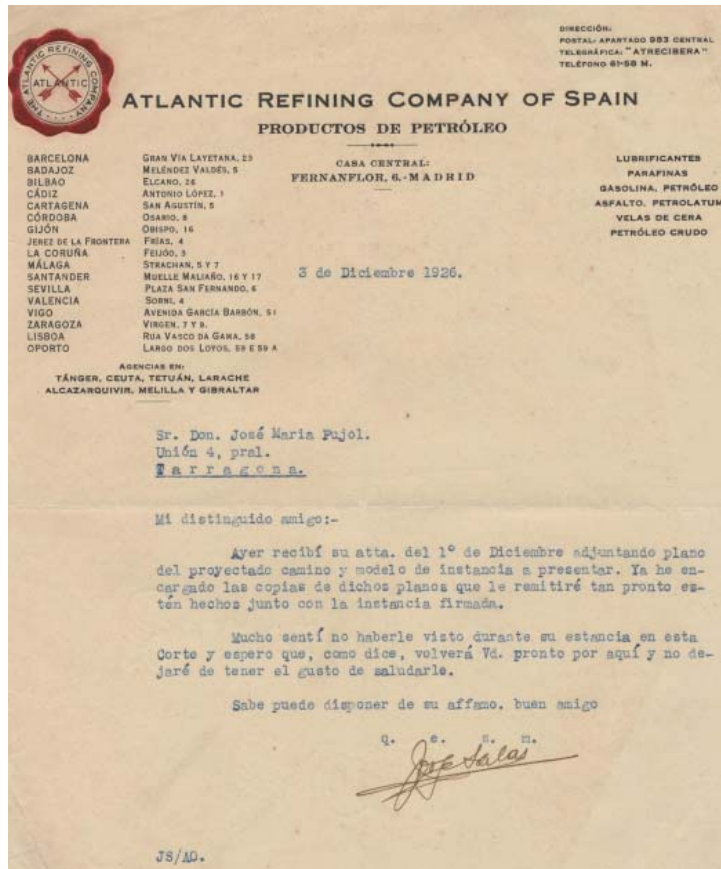 DIRECCIÓN:
POSTAL: APARTADO 983 CENTRAL
TELEGRÁFICA: "ATRECIBERA"
TELÉFONO 61-58 M.
THE ATLANTIC REFINING COMPANY
ATLANTIC
ATLANTIC REFINING COMPANY OF SPAIN
PRODUCTOS DE PETRÓLEO
CASA CENTRAL:
FERNANFLOR, 6.-MADRID
BARCELONA GRAN VÍA LAYETANA, 23
BADAJOZ MELÉNDEZ VALDÉS, 5
BILBAO ELCANO, 26
CÁDIZ ANTONIO LÓPEZ, 1
CARTAGENA SAN AGUSTÍN, 5
CÓRDOBA OSARIO, 8
GIJÓN OBISPO, 16
JEREZ DE LA FRONTERA FRÍAS, 4
LA CORUÑA FEIJÓO, 3
MÁLAGA STRACHAN, 5 Y 7
SANTANDER MUELLE MALIAÑO, 16 Y 17
SEVILLA PLAZA SAN FERNANDO, 6
VALENCIA SORNI, 4
VIGO AVENIDA GARCÍA BARBÓN, 51
ZARAGOZA VIRGEN, 7 Y 9.
LISBOA RUA VASCO DA GAMA, 58
OPORTO LARGO DOS LOYOS, 59 E 59 A
AGENCIAS EN:
TÁNGER, CEUTA, TETUÁN, LARACHE
ALCAZARQUIVIR, MELILLA Y GIBRALTAR
LUBRIFICANTES
PARAFINAS
GASOLINA, PETRÓLEO
ASFALTO, PETROLATUM
VELAS DE CERA
PETRÓLEO CRUDO
3 de Diciembre 1926.
Sr. Don. José Maria Pujol.
Unión 4, pral.
Tarragona.
Mi distinguido amigo:-
Ayer recibí su atta. del 1º de Diciembre adjuntando plano
del proyectado camino y modelo de instancia a presentar. Ya he en-
cargado las copias de dichos planos que le remitiré tan pronto es-
tén hechos junto con la instancia firmada.
Mucho sentí no haberle visto durante su estancia en esta
Corte y espero que, como dice, volverá Vd. pronto por aquí y no de-
jaré de tener el gusto de saludarle.
Sabe puede disponer de su affamo. buen amigo
q. e. s. m.
Jose Salas
JS/AO.